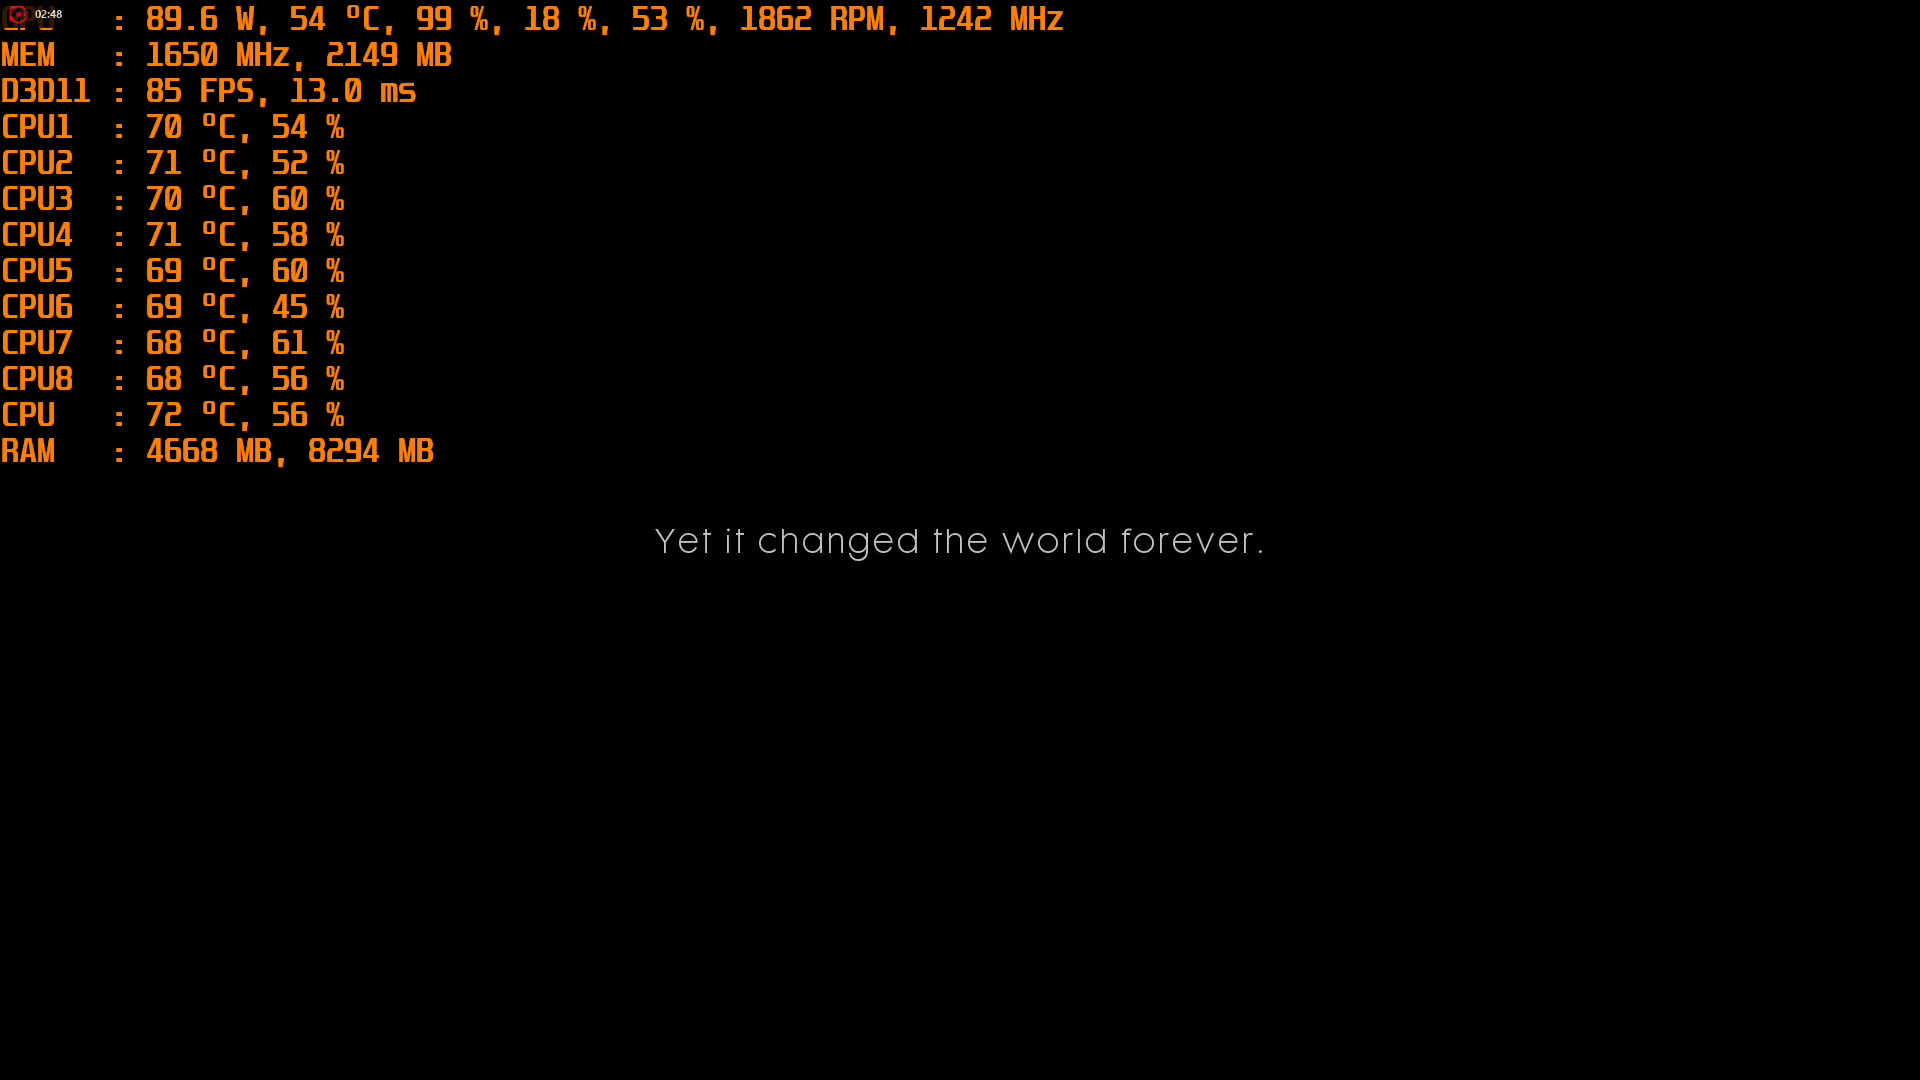 GPU : 89.6 W, 54 °C, 99 %, 18 %, 53 %, 1862 RPM, 1242 MHz
02:48
MEM : 1650 MHz, 2149 MB
D3D11 : 85 FPS, 13.0 ms
CPU1 : 70 °C, 54 %
CPU2 : 71 °C, 52 %
CPU3 : 70 °C, 60 %
CPU4 : 71 °C, 58 %
CPU5 : 69 °C, 60 %
CPU6 : 69 °C, 45 %
CPU7 : 68 °C, 61 %
CPU8 : 68 °C, 56 %
CPU : 72 °C, 56 %
RAM : 4668 MB, 8294 MB
Yet it changed the world forever.